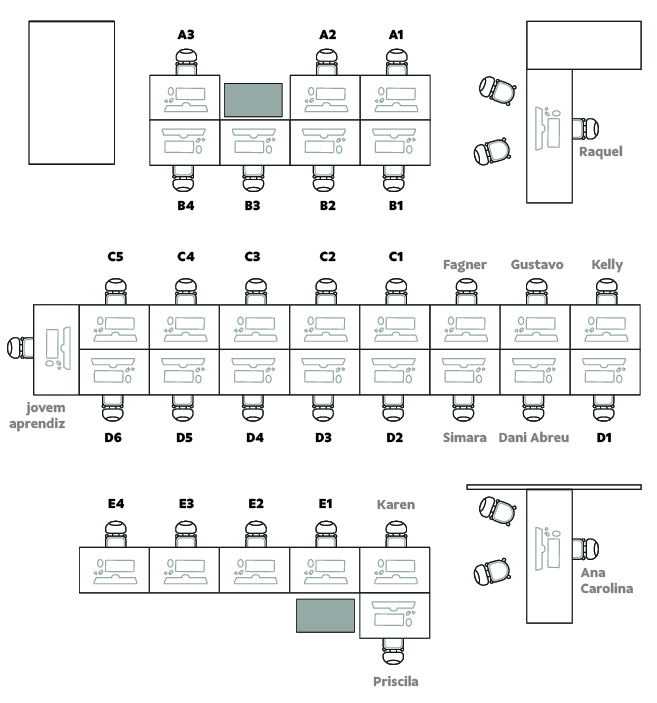 A3 A2 A1
Raquel
B4 B3 B2 B1
C5 C4 C3 C2 C1 Fagner Gustavo Kelly
jovem
aprendiz
D6 D5 D4 D3 D2 Simara Dani Abreu D1
E4 E3 E2 E1 Karen
Ana
Carolina
Priscila